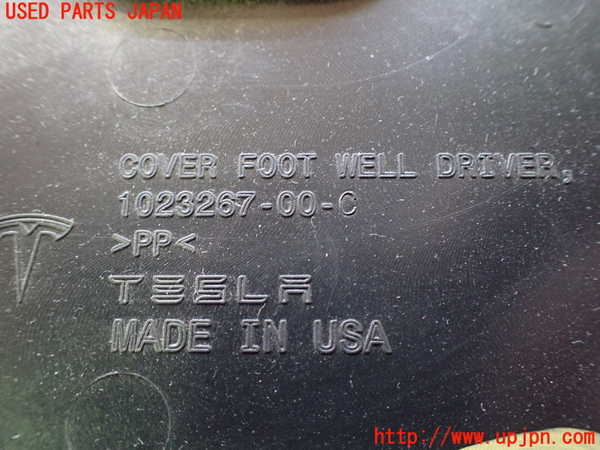 USED PARTS JAPAN
COVER FOOT WELL DRIVER,
1023267-00-C
>PP<
TESLA
MADE IN USA
http://www.upjpn.com/